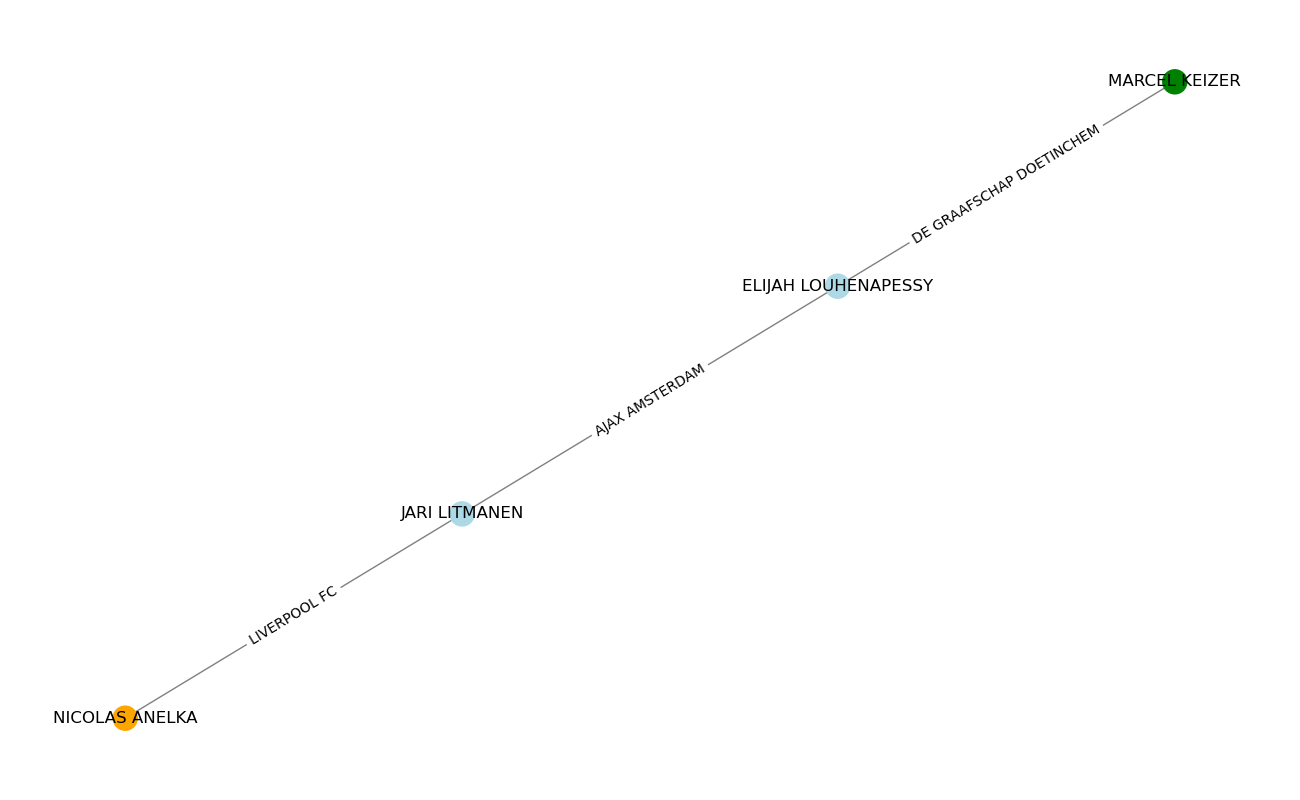 MARCEL KEIZER
DE GRAAFSCHAP DOETINCHEM
ELIJAH LOUHENAPESSY
AJAX AMSTERDAM
JARI LITMANEN
LIVERPOOL FC
NICOLAS ANELKA